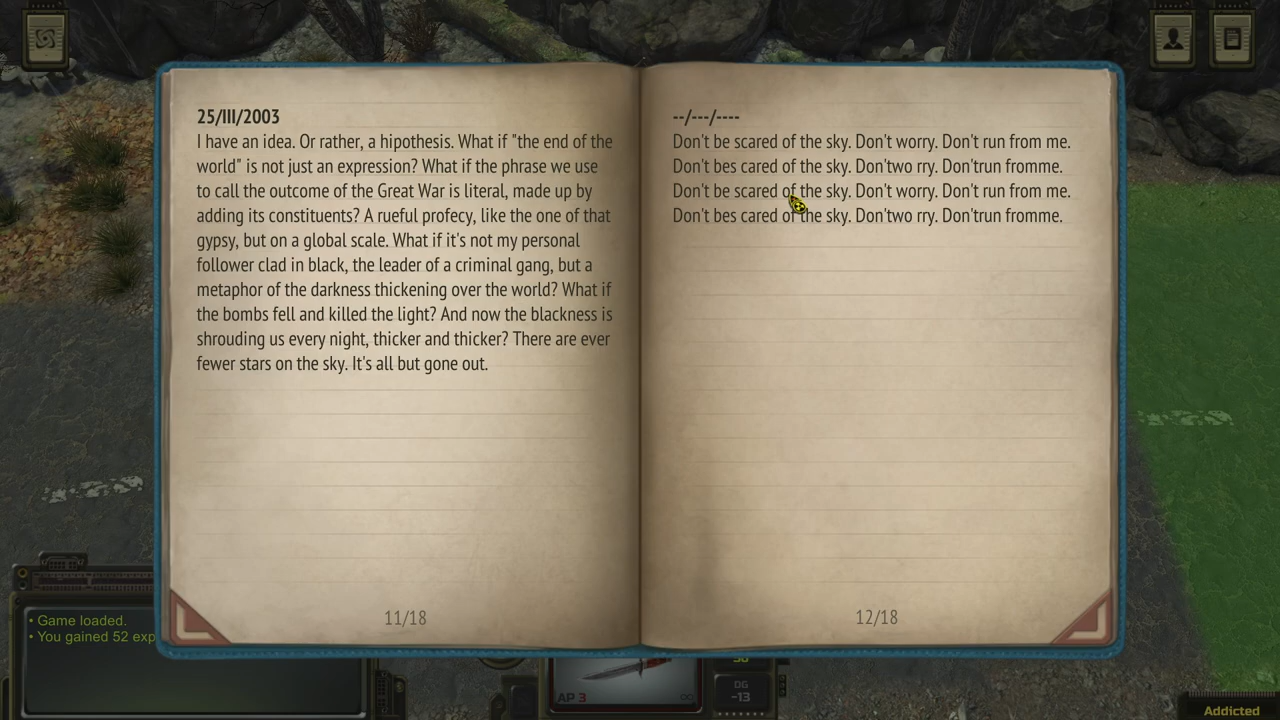 25/III/2003
I have an idea. Or rather, a hipothesis. What if "the end of the
world" is not just an expression? What if the phrase we use
to call the outcome of the Great War is literal, made up by
adding its constituents? A rueful profecy, like the one of that
gypsy, but on a global scale. What if it's not my personal
follower clad in black, the leader of a criminal gang, but a
metaphor of the darkness thickening over the world? What if
the bombs fell and killed the light? And now the blackness is
shrouding us every night, thicker and thicker? There are ever
fewer stars on the sky. It's all but gone out.
11/18
--/---/----
Don't be scared of the sky. Don't worry. Don't run from me.
Don't bes cared of the sky. Don'two rry. Don'trun fromme.
Don't be scared of the sky. Don't worry. Don't run from me.
Don't bes cared of the sky. Don'two rry. Don'trun fromme.
12/18
• Game loaded.
• You gained 52 exp
AP 3
DG
-13
Addicted